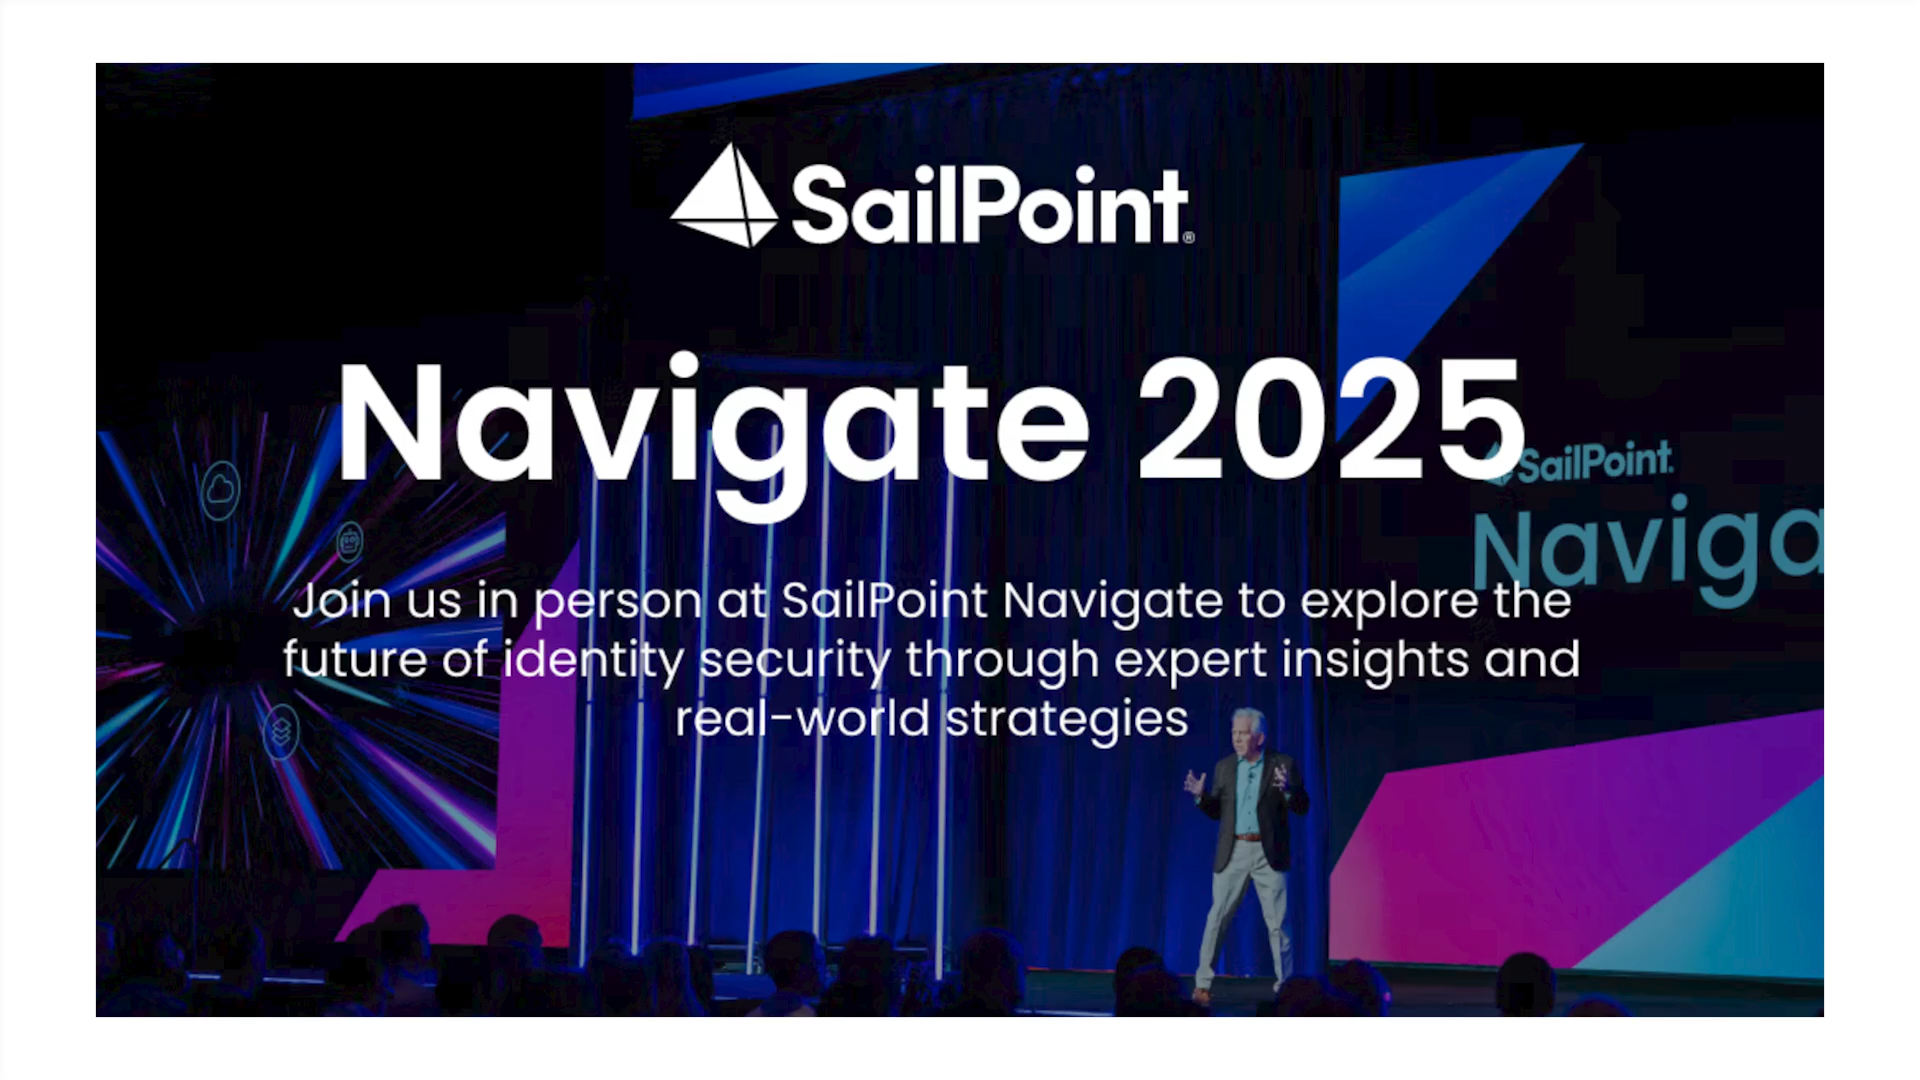 SailPoint®
Navigate 2025
SailPoint.
Naviga
Join us in person at SailPoint Navigate to explore the
future of identity security through expert insights and
real-world strategies